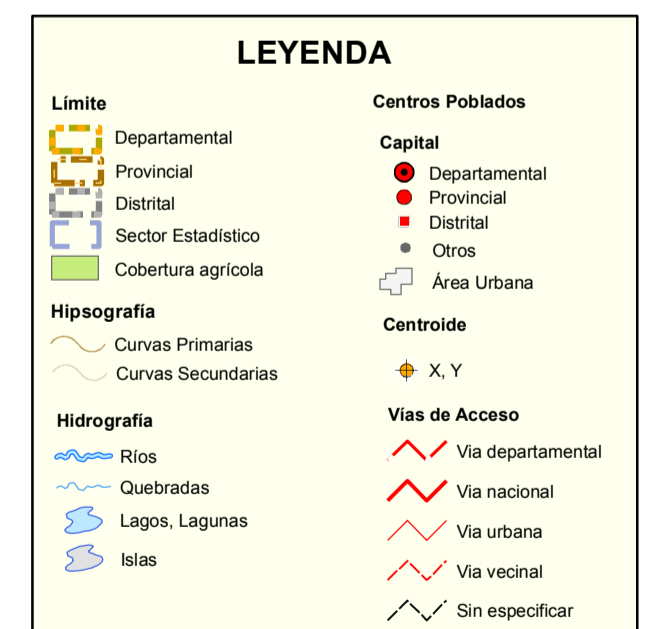 LEYENDA
Límite
Departamental
Provincial
Distrital
Sector Estadístico
Cobertura agrícola
Hipsografía
Curvas Primarias
Curvas Secundarias
Hidrografía
Ríos
Quebradas
Lagos, Lagunas
Islas
Centros Poblados
Capital
Departamental
Provincial
Distrital
Otros
Área Urbana
Centroide
X, Y
Vías de Acceso
Via departamental
Via nacional
Via urbana
Via vecinal
Sin especificar